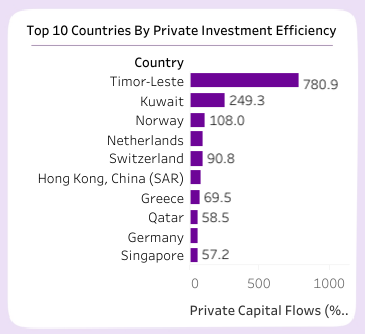 Top 10 Countries By Private Investment Efficiency
Country
Timor-Leste 780.9
Kuwait 249.3
Norway 108.0
Netherlands
Switzerland 90.8
Hong Kong, China (SAR)
Greece 69.5
Qatar 58.5
Germany
Singapore 57.2
0 500 1000
Private Capital Flows (%..